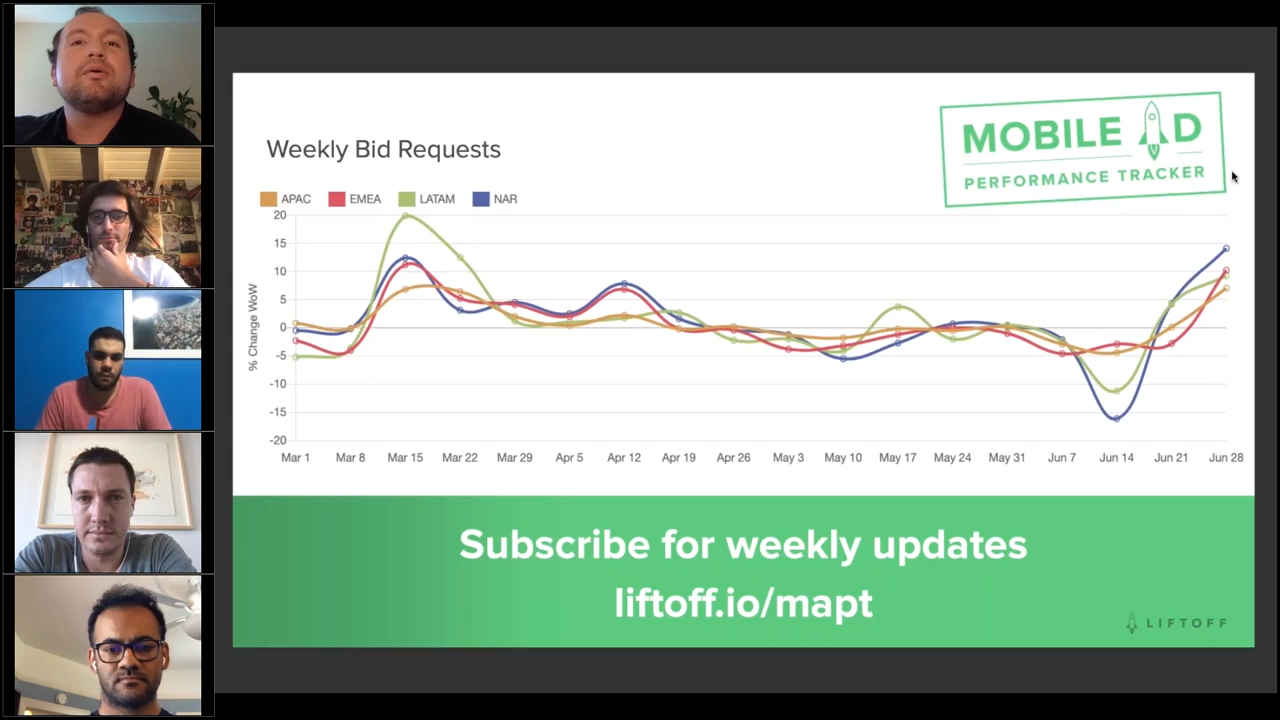 MOBILE AD
PERFORMANCE TRACKER
Weekly Bid Requests
APAC EMEA LATAM NAR
% Change WoW
20
15
10
5
0
-5
-10
-15
-20
Mar 1 Mar 8 Mar 15 Mar 22 Mar 29 Apr 5 Apr 12 Apr 19 Apr 26 May 3 May 10 May 17 May 24 May 31 Jun 7 Jun 14 Jun 21 Jun 28
Subscribe for weekly updates
liftoff.io/mapt
LIFTOFF